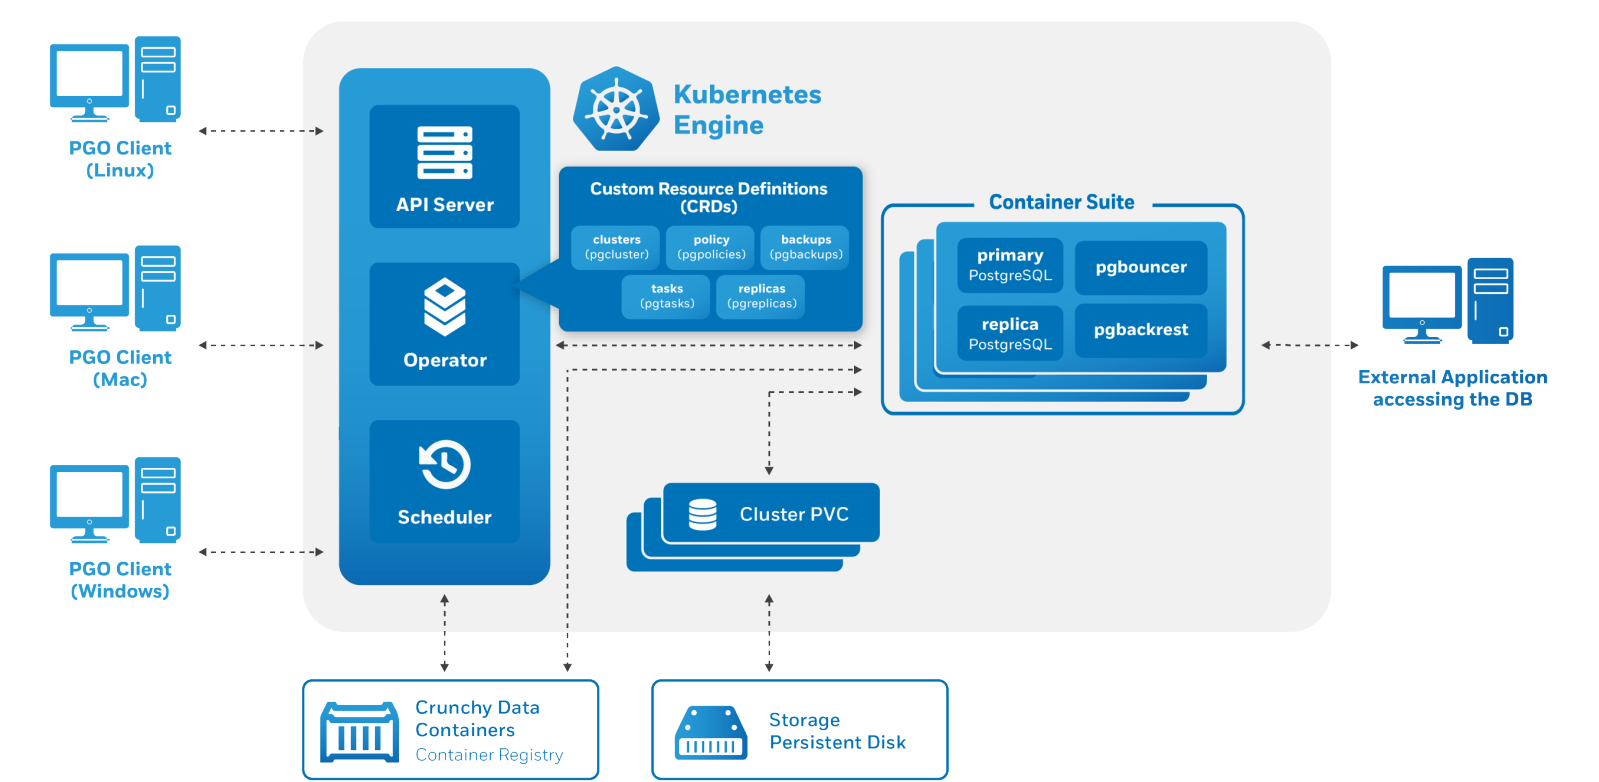 PGO Client
(Linux)
PGO Client
(Mac)
PGO Client
(Windows)
API Server
Operator
Scheduler
Kubernetes
Engine
Custom Resource Definitions
(CRDs)
clusters
(pgcluster)
policy
(pgpolicies)
backups
(pgbackups)
tasks
(pgtasks)
replicas
(pgreplicas)
Container Suite
primary
PostgreSQL
pgbouncer
replica
PostgreSQL
pgbackrest
External Application
accessing the DB
Cluster PVC
Crunchy Data
Containers
Container Registry
Storage
Persistent Disk